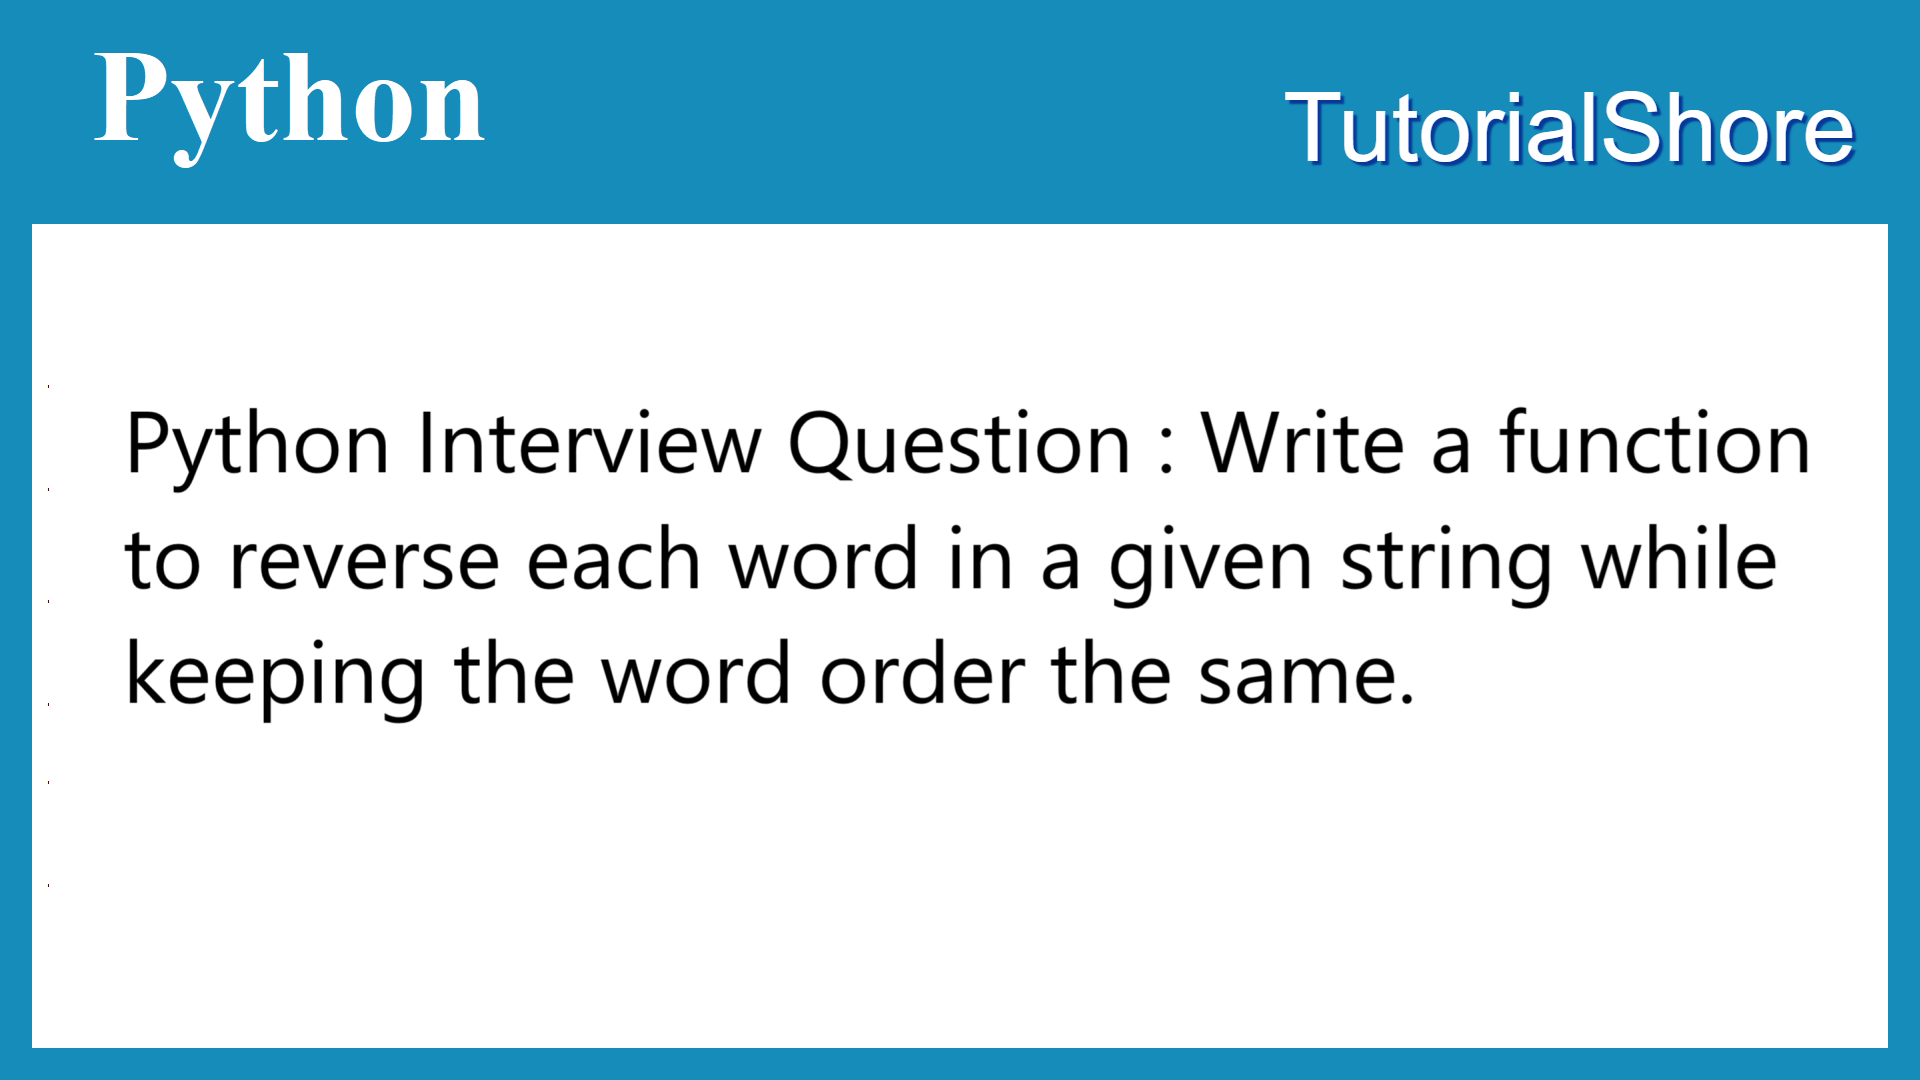 Python
TutorialShore
Python Interview Question : Write a function
to reverse each word in a given string while
keeping the word order the same.